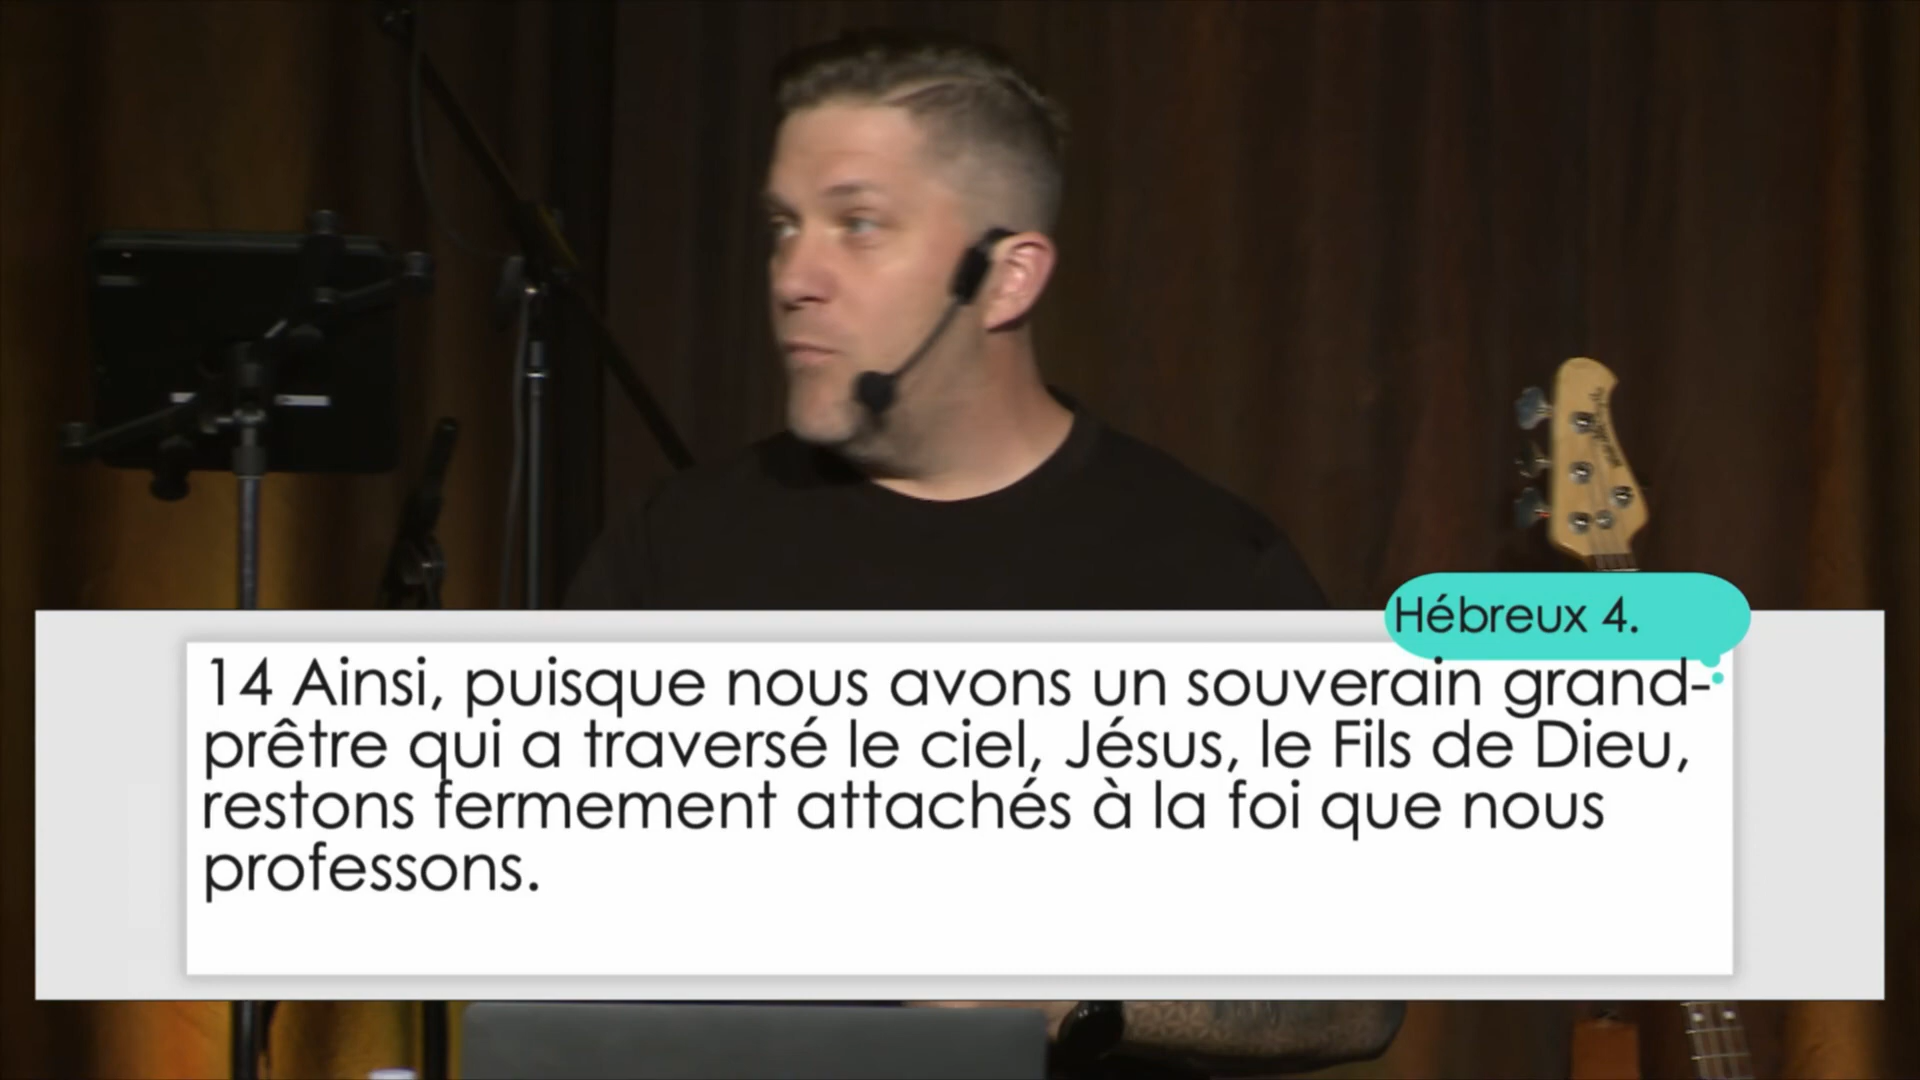 Hébreux 4.
14 Ainsi, puisque nous avons un souverain grand-
prêtre qui a traversé le ciel, Jésus, le Fils de Dieu,
restons fermement attachés à la foi que nous
professons.